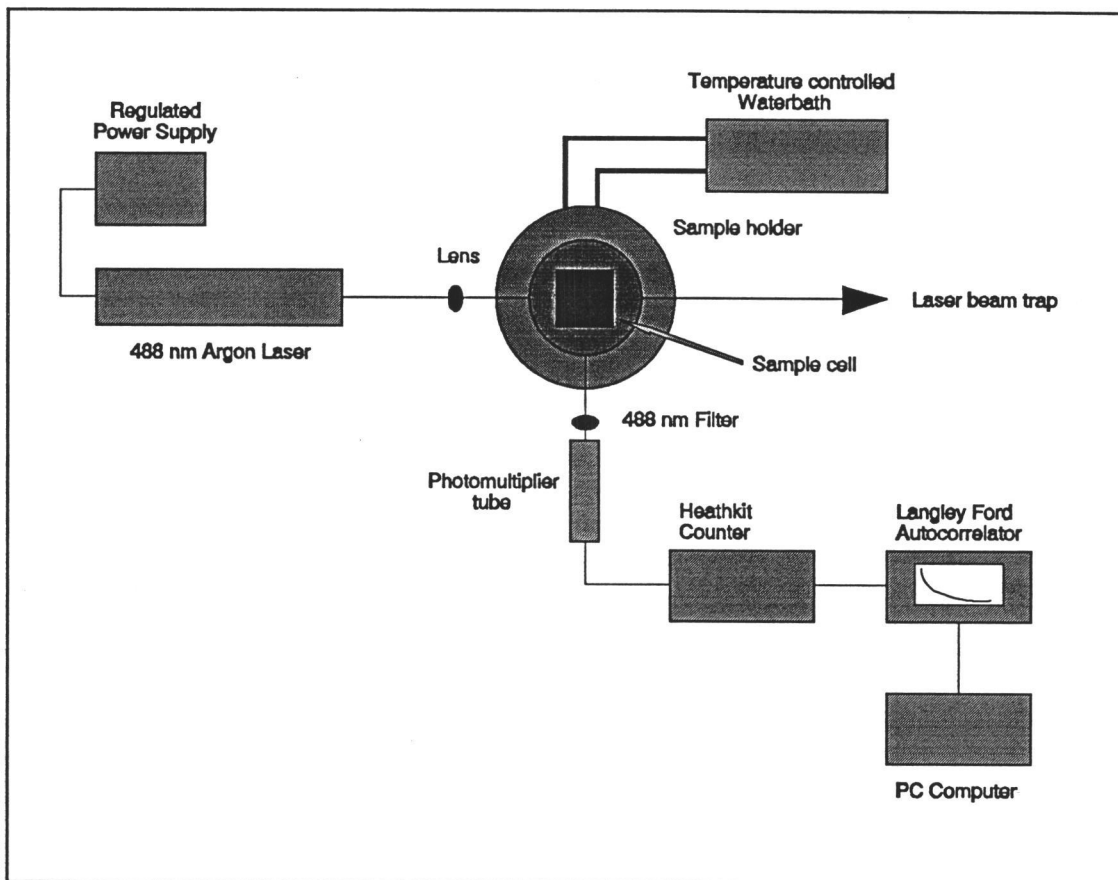 Temperature controlled
Waterbath
Regulated
Power Supply
Sample holder
Lens
Laser beam trap
488 nm Argon Laser
Sample cell
488 nm Filter
Photomultiplier
tube
Heathkit
Counter
Langley Ford
Autocorrelator
PC Computer